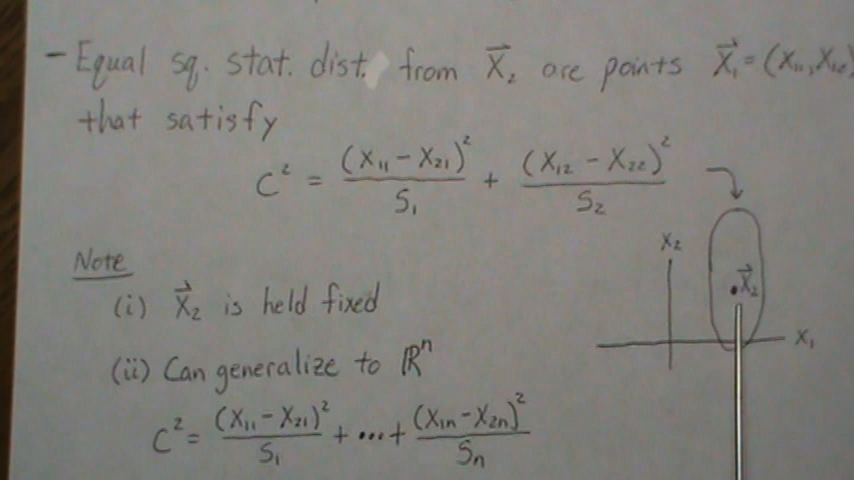 - Equal sq. stat. dist. from X⃗₂ are points X⃗₁ = (X₁₁, X₁₂)
that satisfy
C² = (X₁₁ - X₂₁)²/S₁ + (X₁₂ - X₂₂)²/S₂
Note
(i) X⃗₂ is held fixed
(ii) Can generalize to ℝⁿ
C² = (X₁₁ - X₂₁)²/S₁ + ... + (X₁n - X₂n)²/Sn
X₂
X⃗₂
X₁